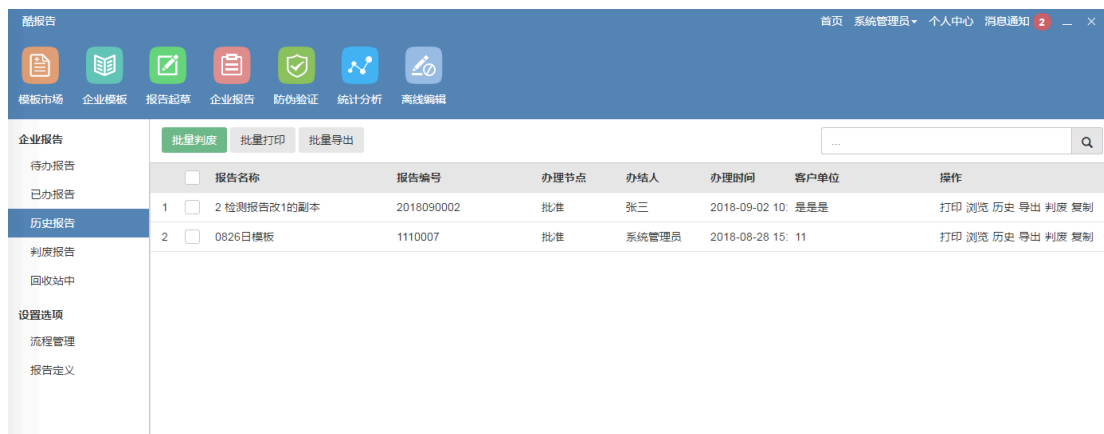 酷报告 首页 系统管理员 个人中心 消息通知 2
模板市场 企业模板 报告起草 企业报告 防伪验证 统计分析 离线编辑
企业报告
待办报告
已办报告
历史报告
判废报告
回收站中
设置选项
流程管理
报告定义
批量判废 批量打印 批量导出 ...
报告名称 报告编号 办理节点 办结人 办理时间 客户单位 操作
1 2 检测报告改1的副本 2018090002 批准 张三 2018-09-02 10: 是是是 打印 浏览 历史 导出 判废 复制
2 0826日模板 1110007 批准 系统管理员 2018-08-28 15: 11 打印 浏览 历史 导出 判废 复制